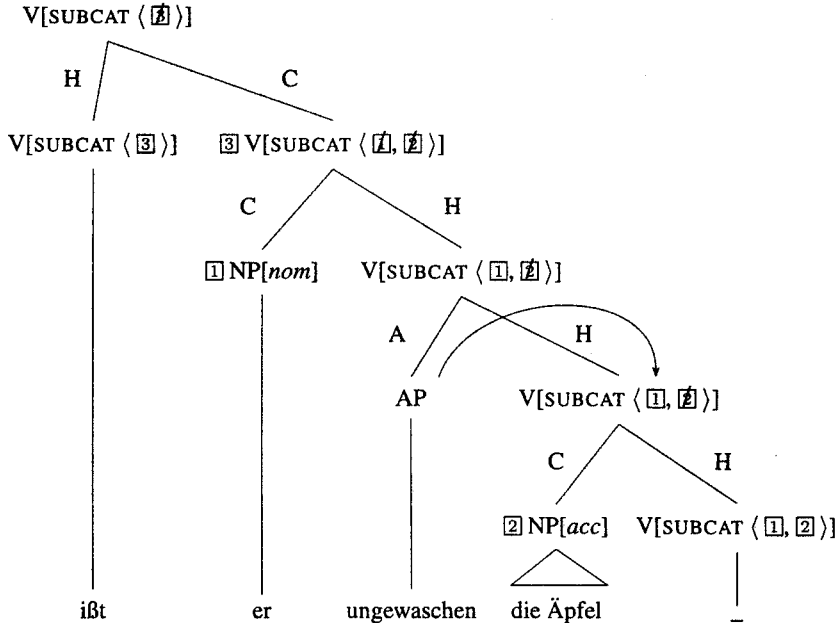 V[SUBCAT ⟨ 3̸ ⟩]
H C
V[SUBCAT ⟨ 3 ⟩] 3 V[SUBCAT ⟨ 1̸, 2̸ ⟩]
C H
1 NP[nom] V[SUBCAT ⟨ 1, 2̸ ⟩]
A H
AP V[SUBCAT ⟨ 1, 2̸ ⟩]
C H
2 NP[acc] V[SUBCAT ⟨ 1, 2 ⟩]
ißt er ungewaschen die Äpfel _